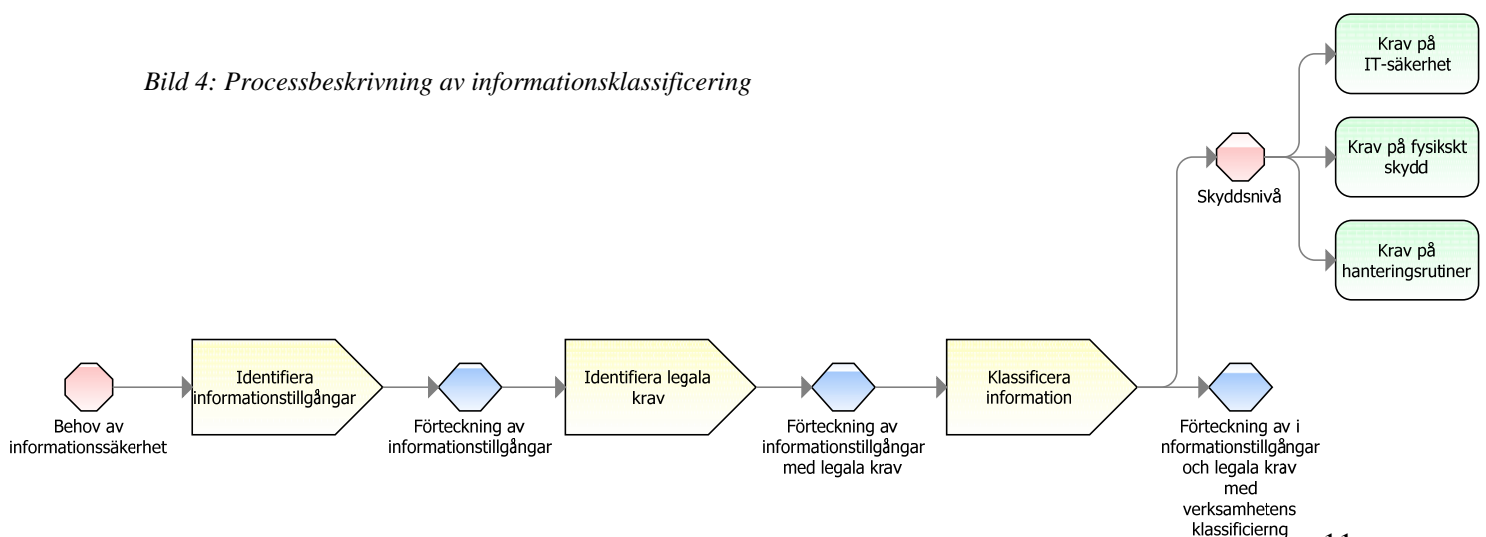 Bild 4: Processbeskrivning av informationsklassificering
Krav på
IT-säkerhet
Krav på fysikskt
skydd
Skyddsnivå
Krav på
hanteringsrutiner
Behov av
informationssäkerhet
Identifiera
informationstillgångar
Förteckning av
informationstillgångar
Identifiera legala
krav
Förteckning av
informationstillgångar
med legala krav
Klassificera
information
Förteckning av i
nformationstillgångar
och legala krav
med
verksamhetens
klassificierng